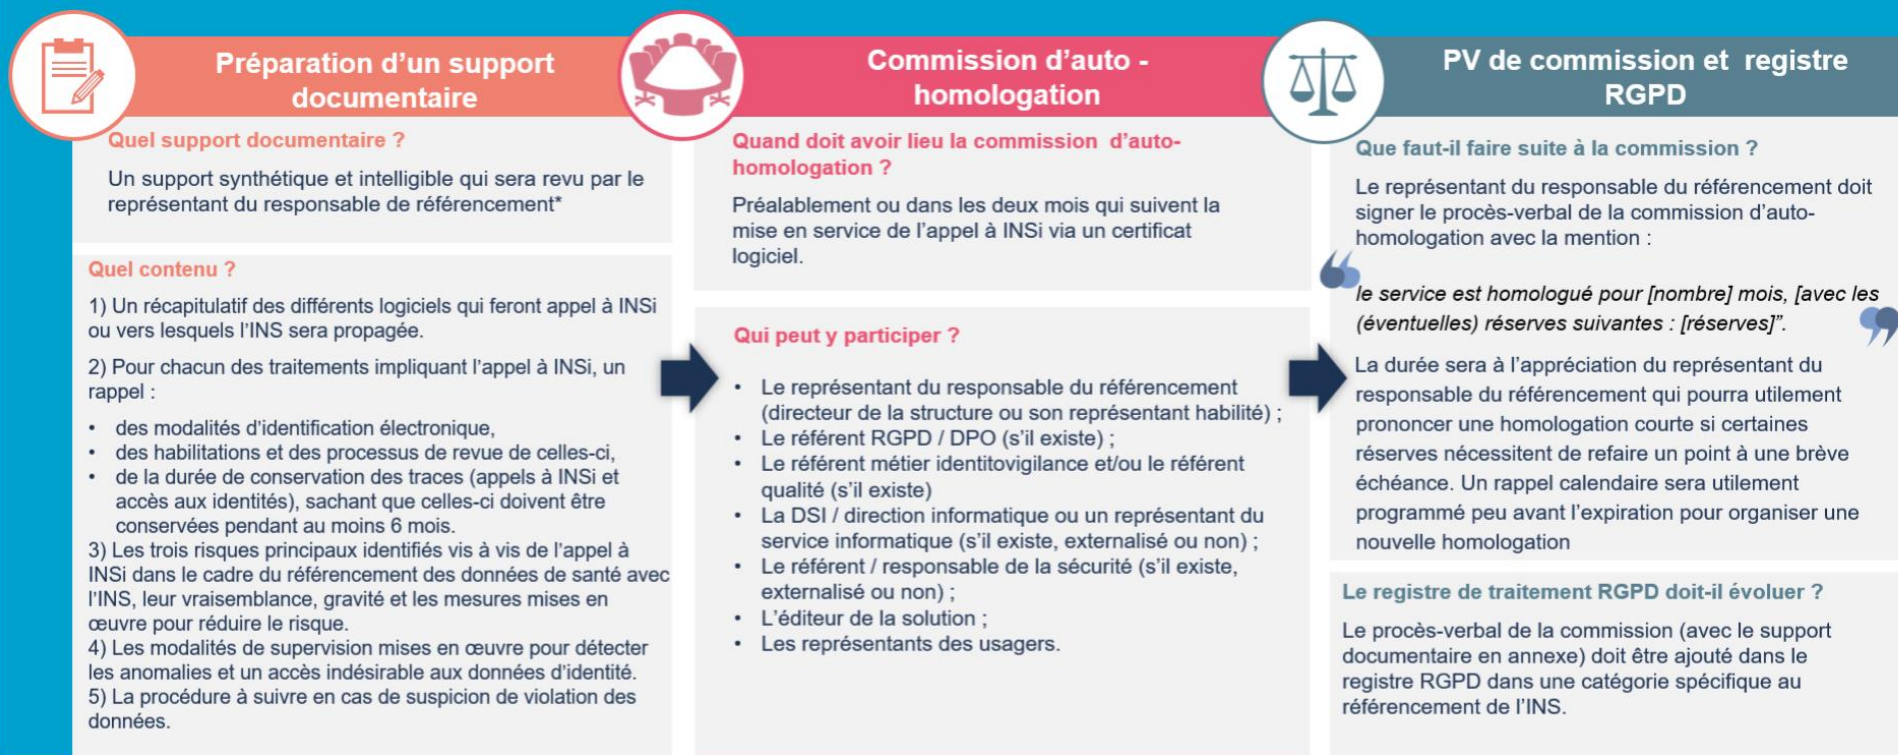 Préparation d'un support
documentaire
Quel support documentaire ?
Un support synthétique et intelligible qui sera revu par le
représentant du responsable de référencement*
Quel contenu ?
1) Un récapitulatif des différents logiciels qui feront appel à INSi
ou vers lesquels l'INS sera propagée.
2) Pour chacun des traitements impliquant l'appel à INSi, un
rappel :
• des modalités d'identification électronique,
• des habilitations et des processus de revue de celles-ci,
• de la durée de conservation des traces (appels à INSi et
accès aux identités), sachant que celles-ci doivent être
conservées pendant au moins 6 mois.
3) Les trois risques principaux identifiés vis à vis de l'appel à
INSi dans le cadre du référencement des données de santé avec
l'INS, leur vraisemblance, gravité et les mesures mises en
œuvre pour réduire le risque.
4) Les modalités de supervision mises en œuvre pour détecter
les anomalies et un accès indésirable aux données d'identité.
5) La procédure à suivre en cas de suspicion de violation des
données.
Commission d'auto -
homologation
Quand doit avoir lieu la commission d'auto-
homologation ?
Préalablement ou dans les deux mois qui suivent la
mise en service de l'appel à INSi via un certificat
logiciel.
Qui peut y participer ?
• Le représentant du responsable du référencement
(directeur de la structure ou son représentant habilité) ;
• Le référent RGPD / DPO (s'il existe) ;
• Le référent métier identitovigilance et/ou le référent
qualité (s'il existe)
• La DSI / direction informatique ou un représentant du
service informatique (s'il existe, externalisé ou non) ;
• Le référent / responsable de la sécurité (s'il existe,
externalisé ou non) ;
• L'éditeur de la solution ;
• Les représentants des usagers.
PV de commission et registre
RGPD
Que faut-il faire suite à la commission ?
Le représentant du responsable du référencement doit
signer le procès-verbal de la commission d'auto-
homologation avec la mention :
le service est homologué pour [nombre] mois, [avec les
(éventuelles) réserves suivantes : [réserves]".
La durée sera à l'appréciation du représentant du
responsable du référencement qui pourra utilement
prononcer une homologation courte si certaines
réserves nécessitent de refaire un point à une brève
échéance. Un rappel calendaire sera utilement
programmé peu avant l'expiration pour organiser une
nouvelle homologation
Le registre de traitement RGPD doit-il évoluer ?
Le procès-verbal de la commission (avec le support
documentaire en annexe) doit être ajouté dans le
registre RGPD dans une catégorie spécifique au
référencement de l'INS.